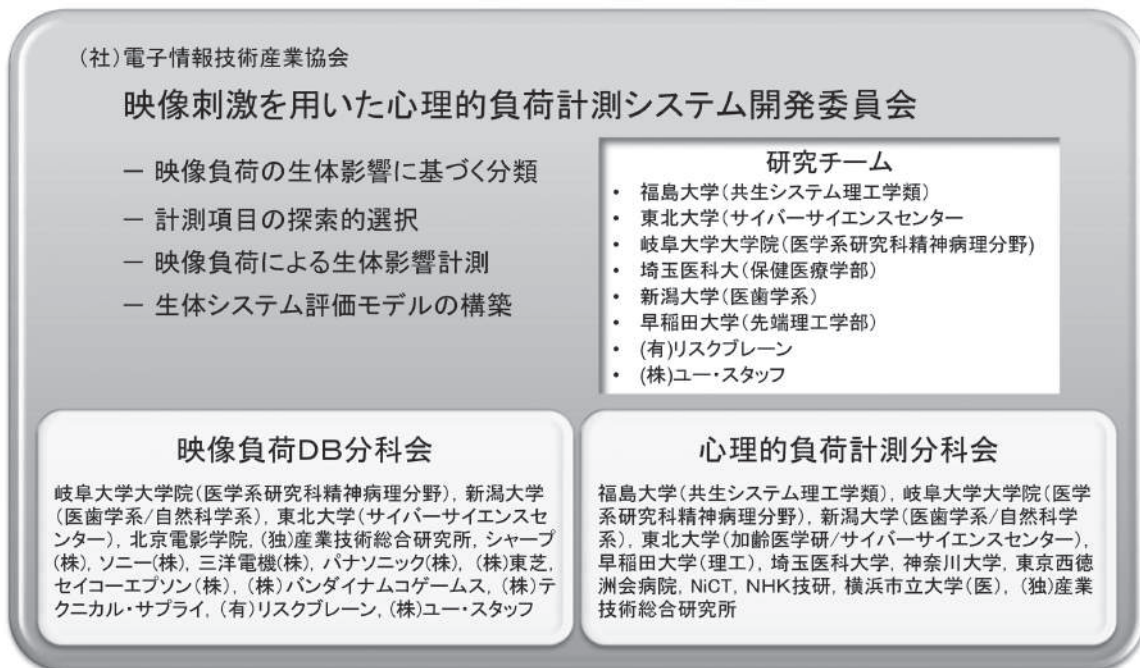 (社)電子情報技術産業協会
映像刺激を用いた心理的負荷計測システム開発委員会
－ 映像負荷の生体影響に基づく分類
－ 計測項目の探索的選択
－ 映像負荷による生体影響計測
－ 生体システム評価モデルの構築
研究チーム
• 福島大学(共生システム理工学類)
• 東北大学(サイバーサイエンスセンター
• 岐阜大学大学院(医学系研究科精神病理分野)
• 埼玉医科大(保健医療学部)
• 新潟大学(医歯学系)
• 早稲田大学(先端理工学部)
• (有)リスクブレーン
• (株)ユー・スタッフ
映像負荷DB分科会
岐阜大学大学院(医学系研究科精神病理分野), 新潟大学
(医歯学系/自然科学系), 東北大学(サイバーサイエンスセ
ンター), 北京電影学院, (独)産業技術総合研究所, シャープ
(株), ソニー(株), 三洋電機(株), パナソニック(株), (株)東芝,
セイコーエプソン(株), (株)バンダイナムコゲームス, (株)テ
クニカル・サプライ, (有)リスクブレーン, (株)ユー・スタッフ
心理的負荷計測分科会
福島大学(共生システム理工学類), 岐阜大学大学院(医学
系研究科精神病理分野), 新潟大学(医歯学系/自然科学
系), 東北大学(加齢医学研/サイバーサイエンスセンター),
早稲田大学(理工), 埼玉医科大学, 神奈川大学, 東京西徳
洲会病院, NiCT, NHK技研, 横浜市立大学(医), (独)産業
技術総合研究所